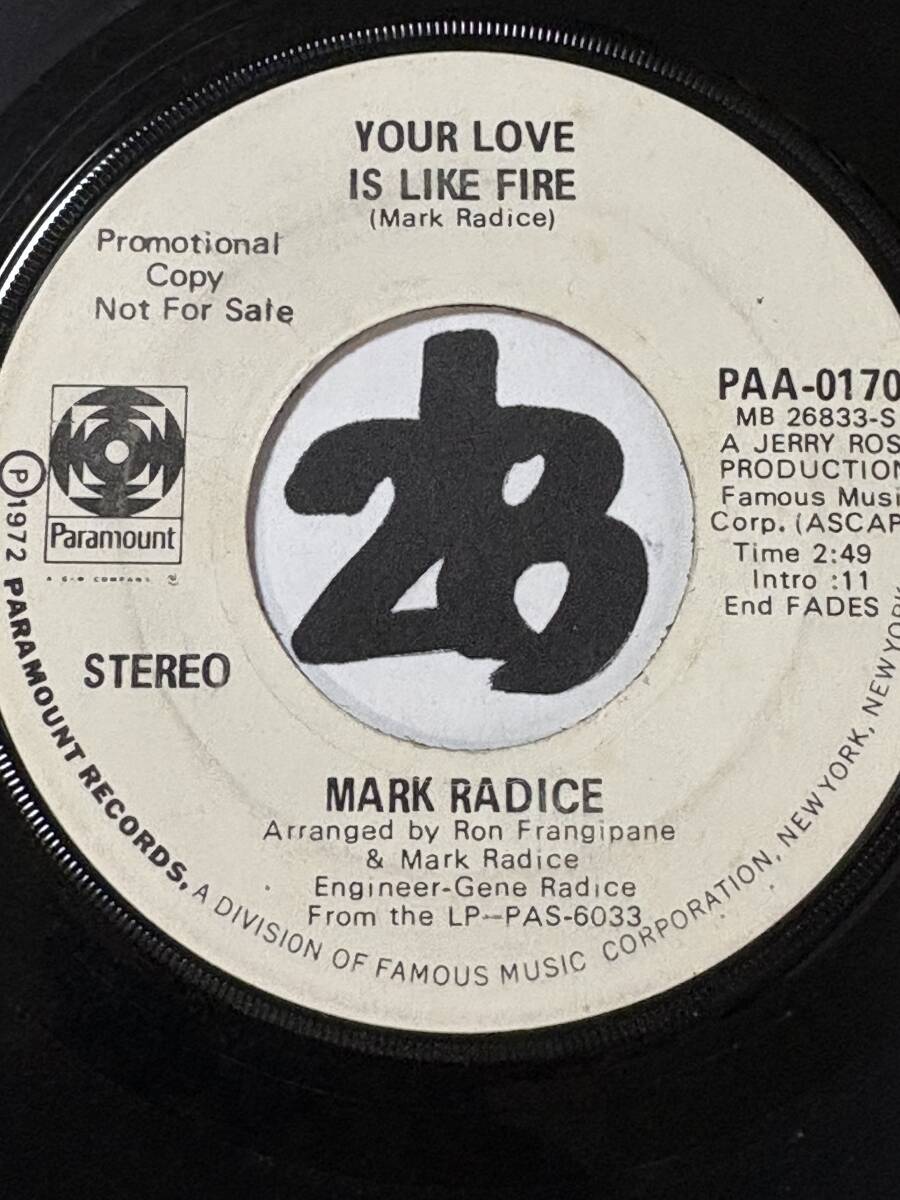 YOUR LOVE
IS LIKE FIRE
(Mark Radice)
Promotional
Copy
Not For Sale
Paramount
STEREO
PAA-0170
MB 26833-S
A JERRY ROS
PRODUCTION
Famous Musi
Corp. (ASCAP
Time 2:49
Intro :11
End FADES
MARK RADICE
Arranged by Ron Frangipane
& Mark Radice
Engineer-Gene Radice
From the LP-PAS-6033
Ⓟ1972 PARAMOUNT RECORDS, A DIVISION OF FAMOUS MUSIC CORPORATION, NEW YORK, NEW YORK